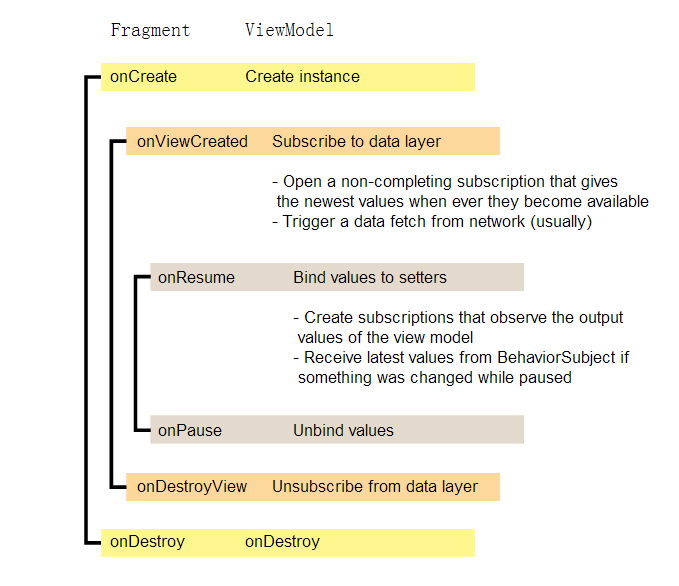 Fragment ViewModel
onCreate Create instance
onViewCreated Subscribe to data layer
- Open a non-completing subscription that gives
the newest values when ever they become available
- Trigger a data fetch from network (usually)
onResume Bind values to setters
- Create subscriptions that observe the output
values of the view model
- Receive latest values from BehaviorSubject if
something was changed while paused
onPause Unbind values
onDestroyView Unsubscribe from data layer
onDestroy onDestroy